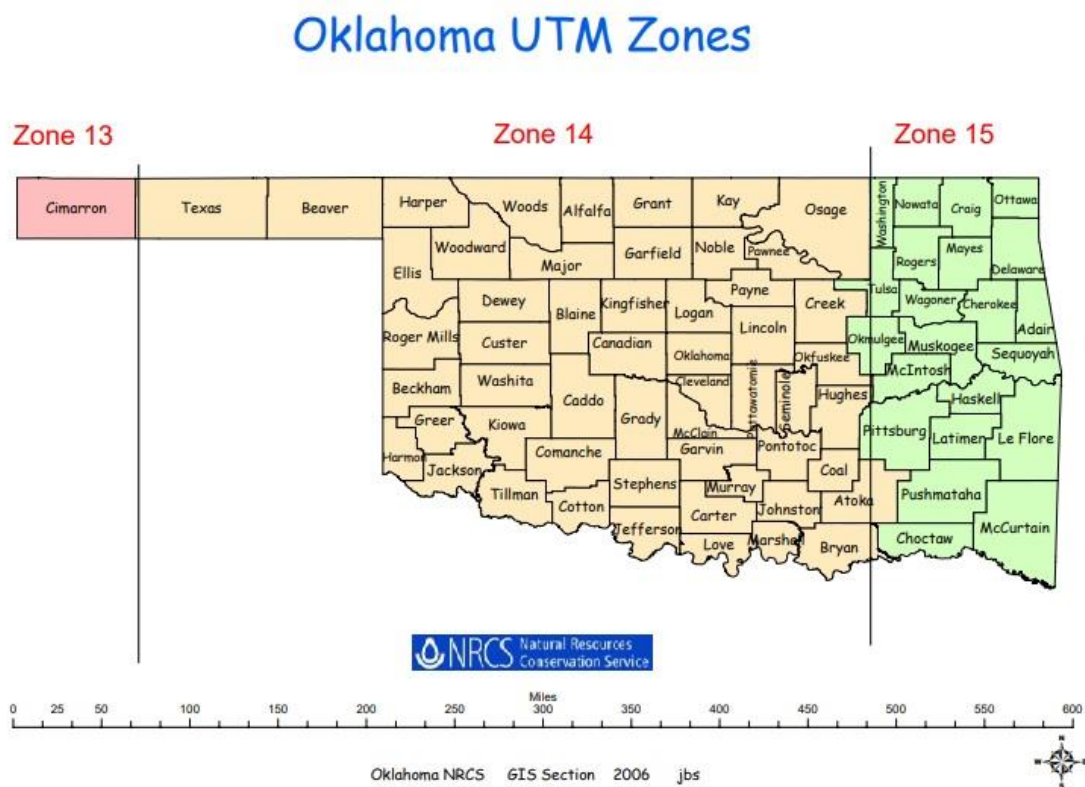 Oklahoma UTM Zones
Zone 13 Zone 14 Zone 15
Cimarron Texas Beaver Harper Woods Alfalfa Grant Kay Osage Washington Nowata Craig Ottawa
Woodward Major Garfield Noble Pawnee Rogers Mayes Delaware
Ellis Dewey Blaine Kingfisher Logan Payne Creek Tulsa Wagoner Cherokee Adair
Roger Mills Custer Canadian Oklahoma Lincoln Okfuskee Okmulgee Muskogee Sequoyah
Beckham Washita Caddo Grady Cleveland Pottawatomie Seminole Hughes McIntosh Haskell
Greer Kiowa McClain Pittsburg Latimer Le Flore
Harmon Jackson Comanche Garvin Pontotoc Coal
Tillman Cotton Stephens Murray Johnston Atoka Pushmataha
Jefferson Carter Love Marshall Bryan Choctaw McCurtain
NRCS Natural Resources
Conservation Service
Miles
0 50 100 150 200 250 300 350 400 450 500 550 600
N
W E
S
Oklahoma NRCS GIS Section 2006 jbs